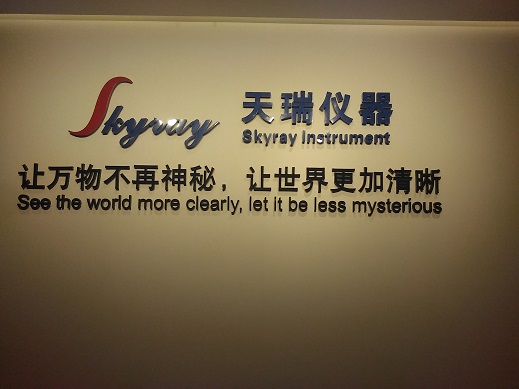 Skyray 天瑞仪器
Skyray Instrument
让万物不再神秘，让世界更加清晰
See the world more clearly, let it be less mysterious